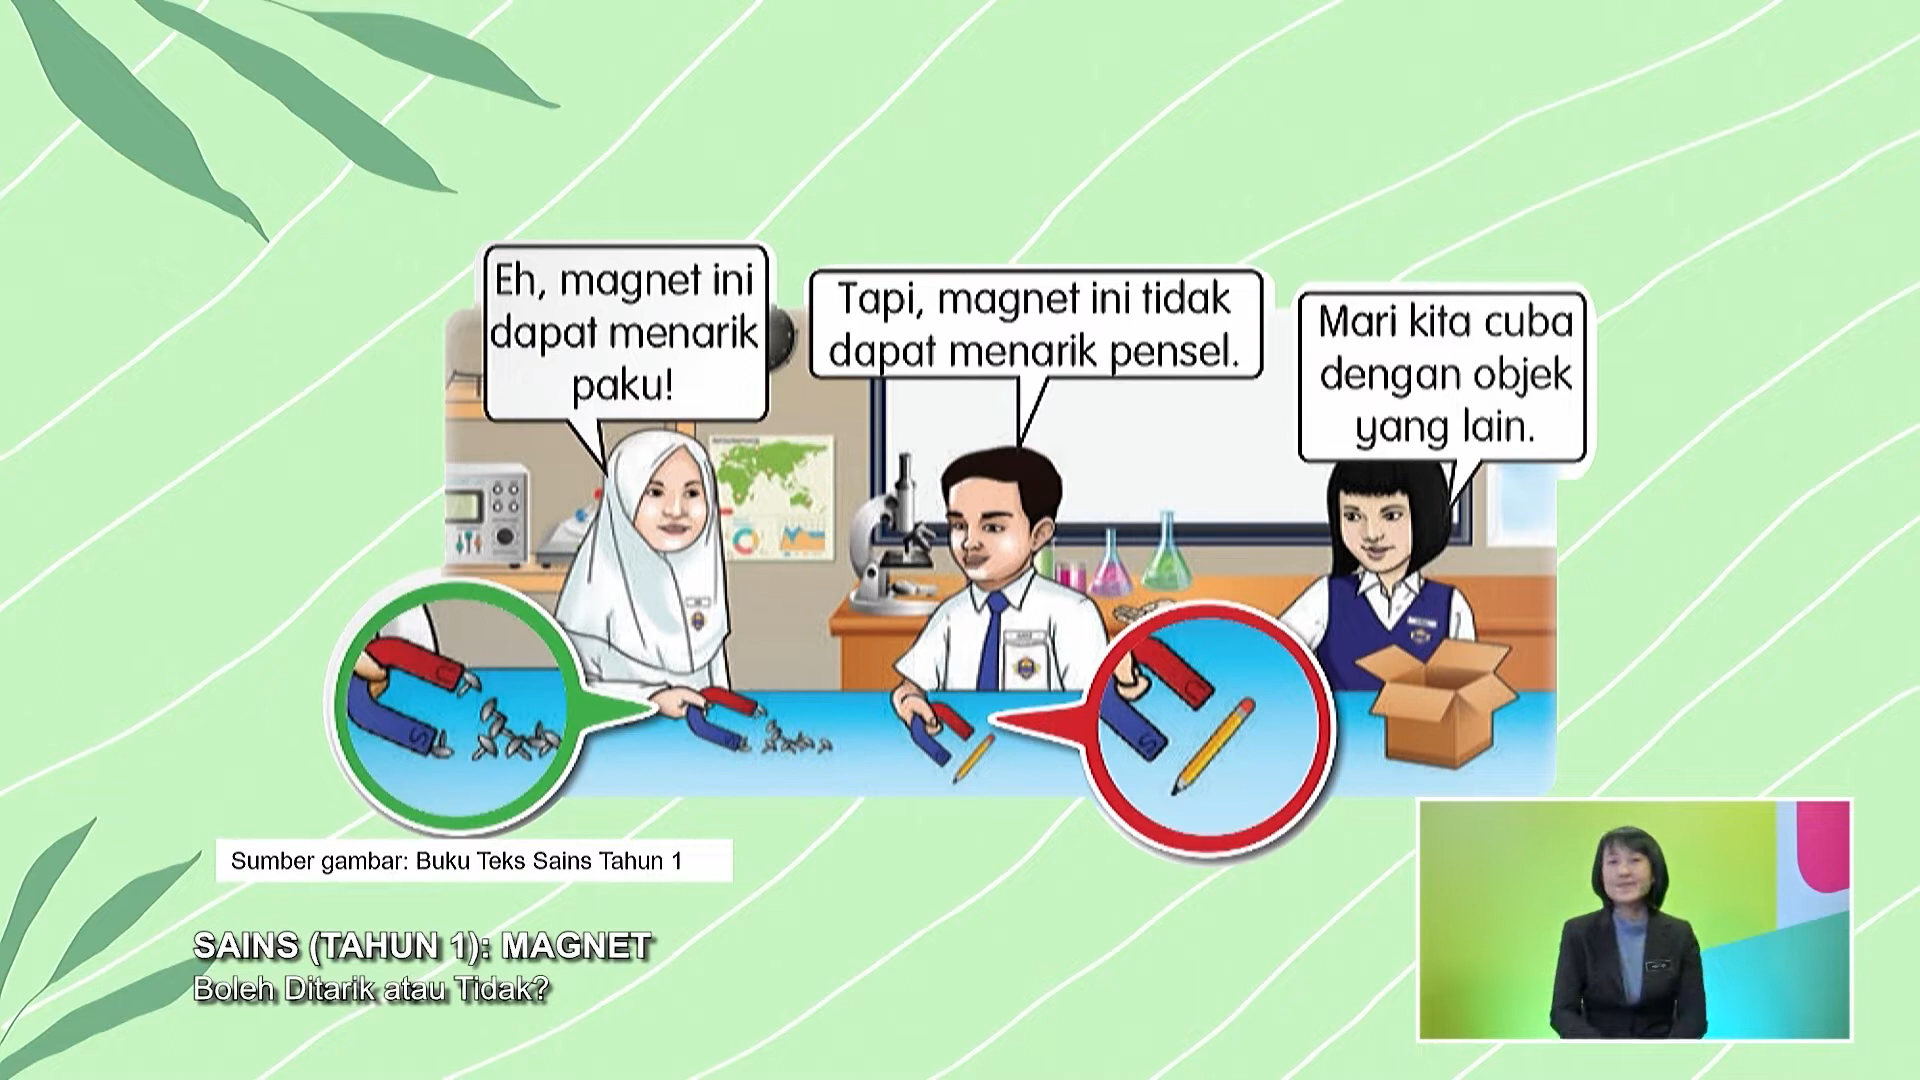 Eh, magnet ini
dapat menarik
paku!
Tapi, magnet ini tidak
dapat menarik pensel.
Mari kita cuba
dengan objek
yang lain.
S
S
Sumber gambar: Buku Teks Sains Tahun 1
SAINS (TAHUN 1): MAGNET
Boleh Ditarik atau Tidak?